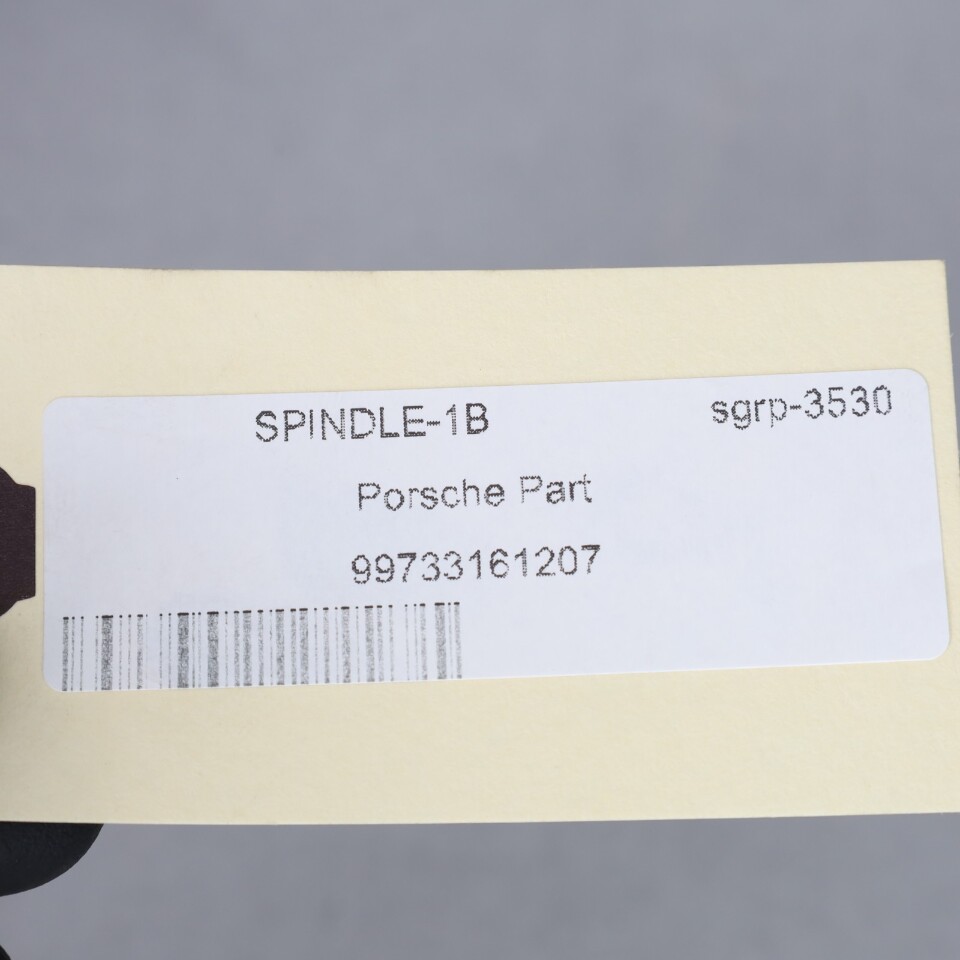 SPINDLE-1B sgrp-3530
Porsche Part
99733161207